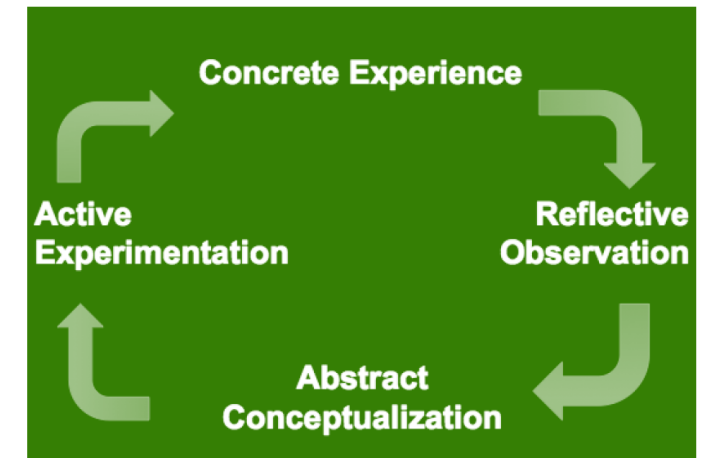 Concrete Experience
Active
Experimentation
Reflective
Observation
Abstract
Conceptualization